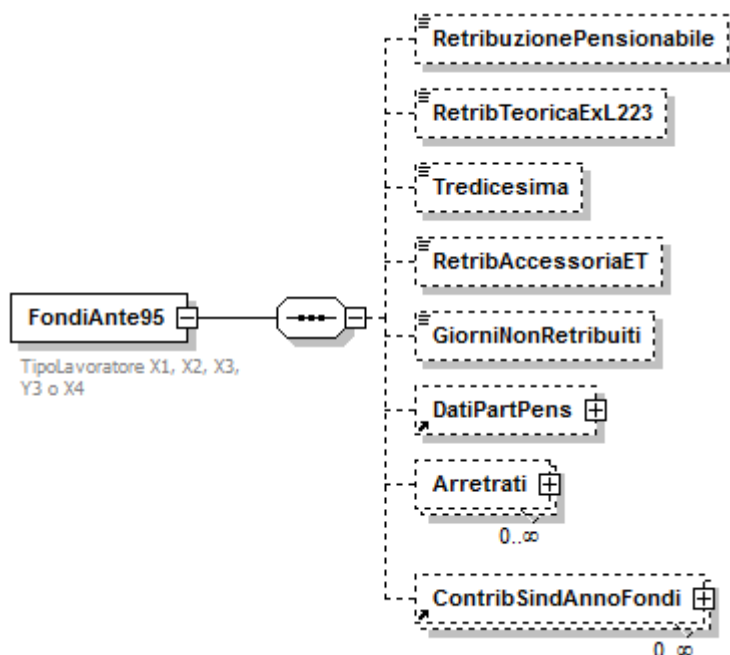 RetribuzionePensionabile
RetribTeoricaExL223
Tredicesima
RetribAccessoriaET
FondiAnte95
TipoLavoratore X1, X2, X3,
Y3 o X4
GiorniNonRetribuiti
DatiPartPens
Arretrati
0..∞
ContribSindAnnoFondi
0..∞